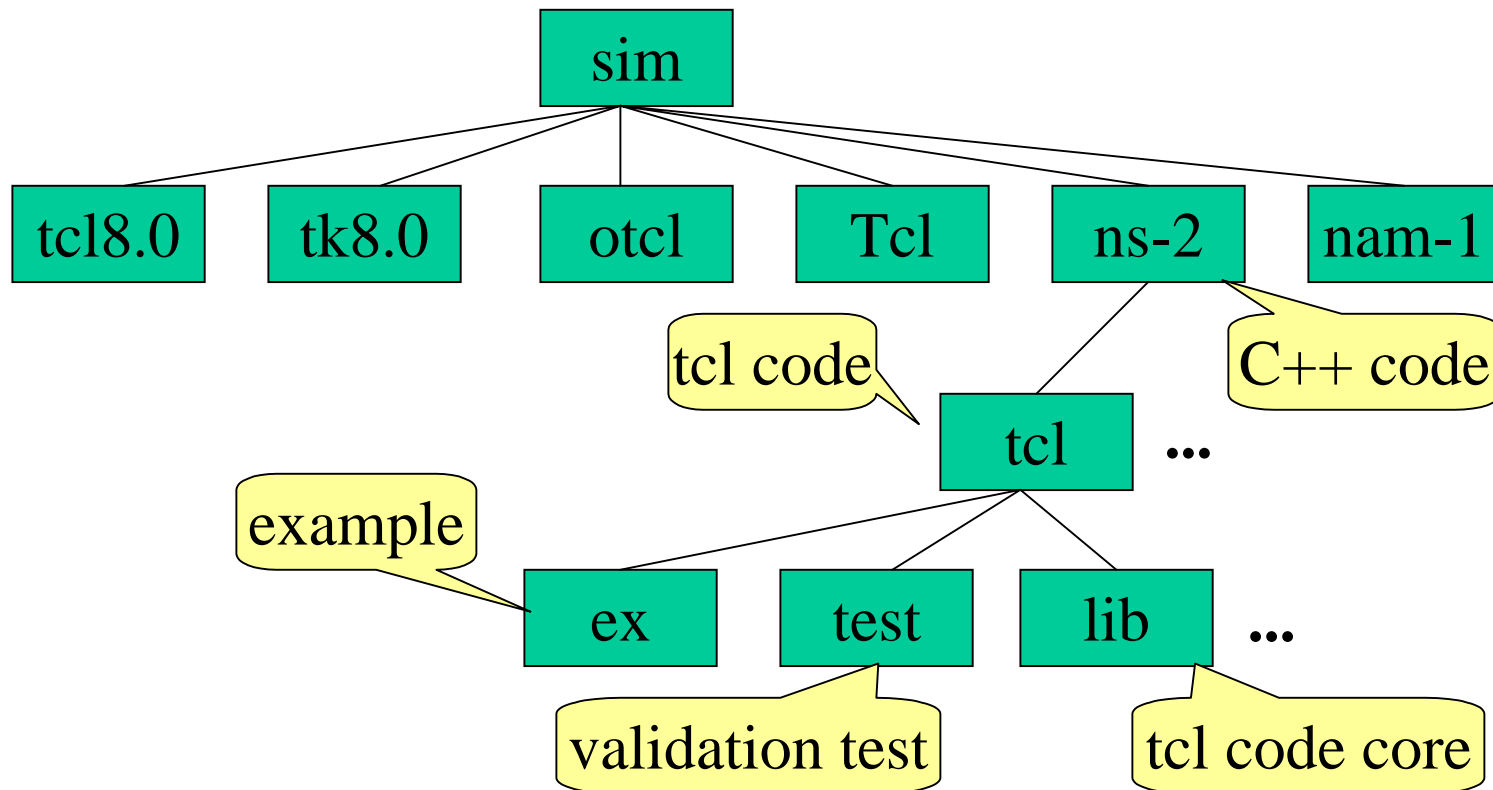 sim
tcl8.0
tk8.0
otcl
Tcl
ns-2
nam-1
tcl code
C++ code
tcl
...
example
ex
test
lib
...
validation test
tcl code core